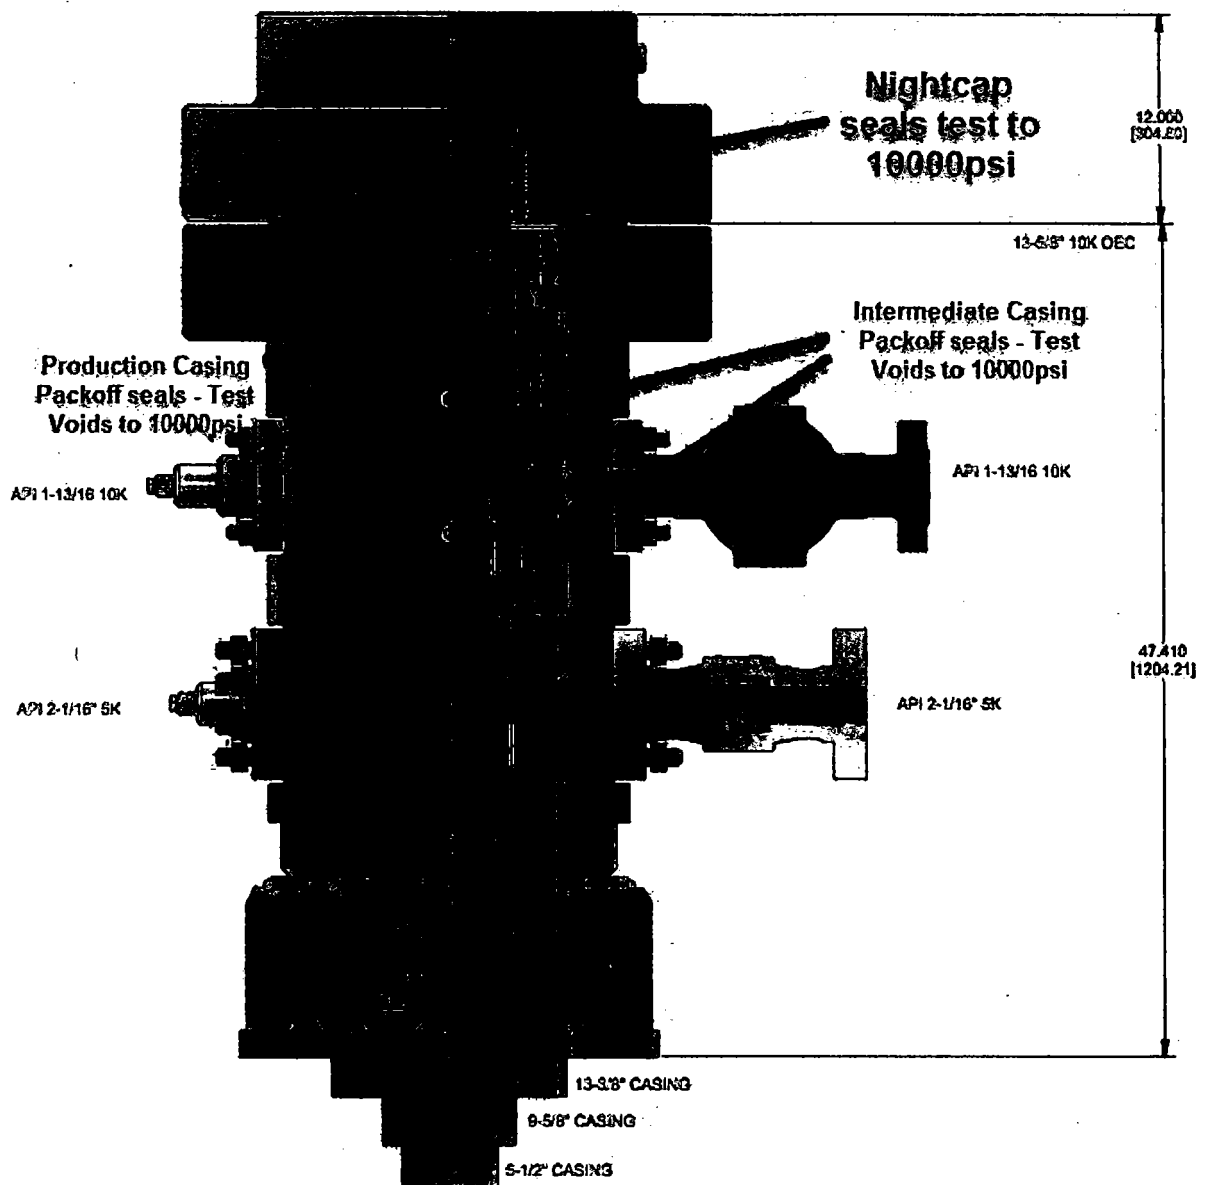 Nightcap
seals test to
10000psi
12.000
[304.80]
13-5/8" 10K OEC
Intermediate Casing
Packoff seals - Test
Voids to 10000psi
Production Casing
Packoff seals - Test
Voids to 10000psi
API 1-13/16 10K
API 1-13/16 10K
47.410
[1204.21]
API 2-1/16" 5K
API 2-1/16" 5K
13-3/8" CASING
9-5/8" CASING
5-1/2" CASING